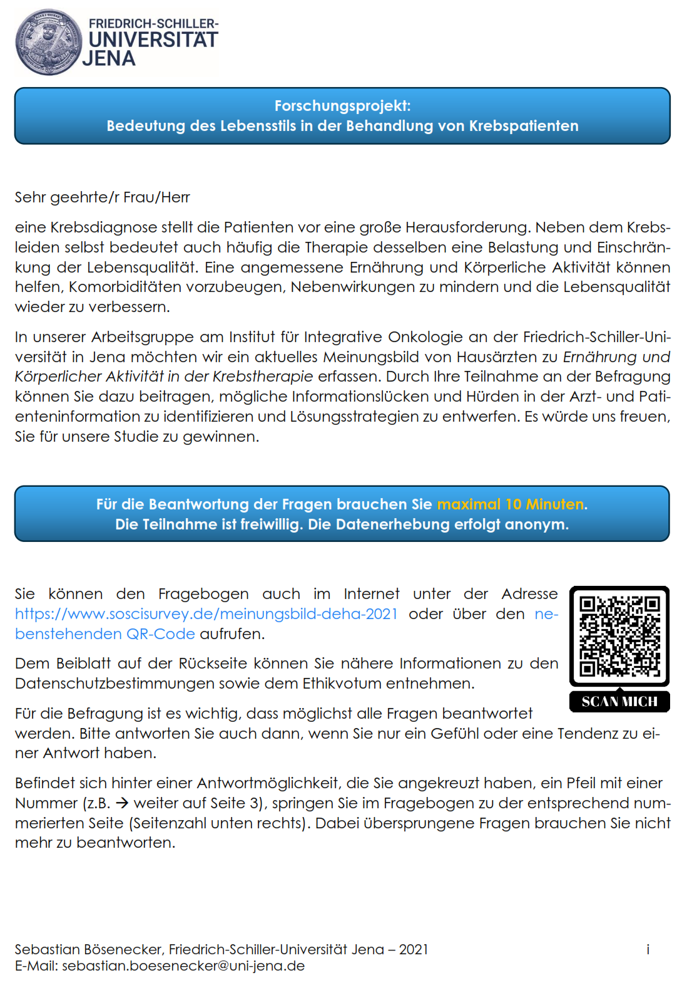 FRIEDRICH-SCHILLER-
UNIVERSITÄT
JENA
Forschungsprojekt:
Bedeutung des Lebensstils in der Behandlung von Krebspatienten
Sehr geehrte/r Frau/Herr
eine Krebsdiagnose stellt die Patienten vor eine große Herausforderung. Neben dem Krebs-
leiden selbst bedeutet auch häufig die Therapie desselben eine Belastung und Einschrän-
kung der Lebensqualität. Eine angemessene Ernährung und Körperliche Aktivität können
helfen, Komorbiditäten vorzubeugen, Nebenwirkungen zu mindern und die Lebensqualität
wieder zu verbessern.
In unserer Arbeitsgruppe am Institut für Integrative Onkologie an der Friedrich-Schiller-Uni-
versität in Jena möchten wir ein aktuelles Meinungsbild von Hausärzten zu Ernährung und
Körperlicher Aktivität in der Krebstherapie erfassen. Durch Ihre Teilnahme an der Befragung
können Sie dazu beitragen, mögliche Informationslücken und Hürden in der Arzt- und Pati-
enteninformation zu identifizieren und Lösungsstrategien zu entwerfen. Es würde uns freuen,
Sie für unsere Studie zu gewinnen.
Für die Beantwortung der Fragen brauchen Sie maximal 10 Minuten.
Die Teilnahme ist freiwillig. Die Datenerhebung erfolgt anonym.
Sie können den Fragebogen auch im Internet unter der Adresse
https://www.soscisurvey.de/meinungsbild-deha-2021 oder über den ne-
benstehenden QR-Code aufrufen.
Dem Beiblatt auf der Rückseite können Sie nähere Informationen zu den
Datenschutzbestimmungen sowie dem Ethikvotum entnehmen.
SCAN MICH
Für die Befragung ist es wichtig, dass möglichst alle Fragen beantwortet
werden. Bitte antworten Sie auch dann, wenn Sie nur ein Gefühl oder eine Tendenz zu ei-
ner Antwort haben.
Befindet sich hinter einer Antwortmöglichkeit, die Sie angekreuzt haben, ein Pfeil mit einer
Nummer (z.B. → weiter auf Seite 3), springen Sie im Fragebogen zu der entsprechend num-
merierten Seite (Seitenzahl unten rechts). Dabei übersprungene Fragen brauchen Sie nicht
mehr zu beantworten.
Sebastian Bösenecker, Friedrich-Schiller-Universität Jena – 2021 i
E-Mail: sebastian.boesenecker@uni-jena.de